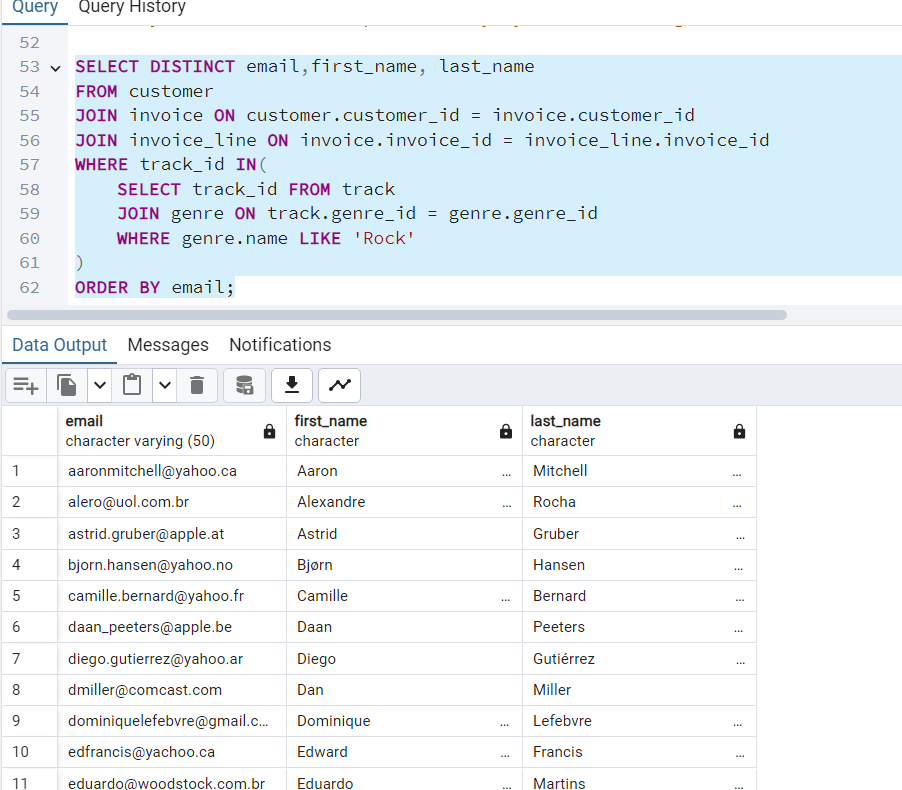 Query Query History
52
53 SELECT DISTINCT email,first_name, last_name
54 FROM customer
55 JOIN invoice ON customer.customer_id = invoice.customer_id
56 JOIN invoice_line ON invoice.invoice_id = invoice_line.invoice_id
57 WHERE track_id IN(
58 SELECT track_id FROM track
59 JOIN genre ON track.genre_id = genre.genre_id
60 WHERE genre.name LIKE 'Rock'
61 )
62 ORDER BY email;
Data Output Messages Notifications
email first_name last_name
character varying (50) character character
1 aaronmitchell@yahoo.ca Aaron ... Mitchell ...
2 alero@uol.com.br Alexandre ... Rocha ...
3 astrid.gruber@apple.at Astrid Gruber ...
4 bjorn.hansen@yahoo.no Bjørn Hansen ...
5 camille.bernard@yahoo.fr Camille ... Bernard ...
6 daan_peeters@apple.be Daan Peeters ...
7 diego.gutierrez@yahoo.ar Diego Gutiérrez ...
8 dmiller@comcast.com Dan Miller
9 dominiquelefebvre@gmail.c... Dominique ... Lefebvre ...
10 edfrancis@yachoo.ca Edward ... Francis ...
11 eduardo@woodstock.com.br Eduardo ... Martins ...